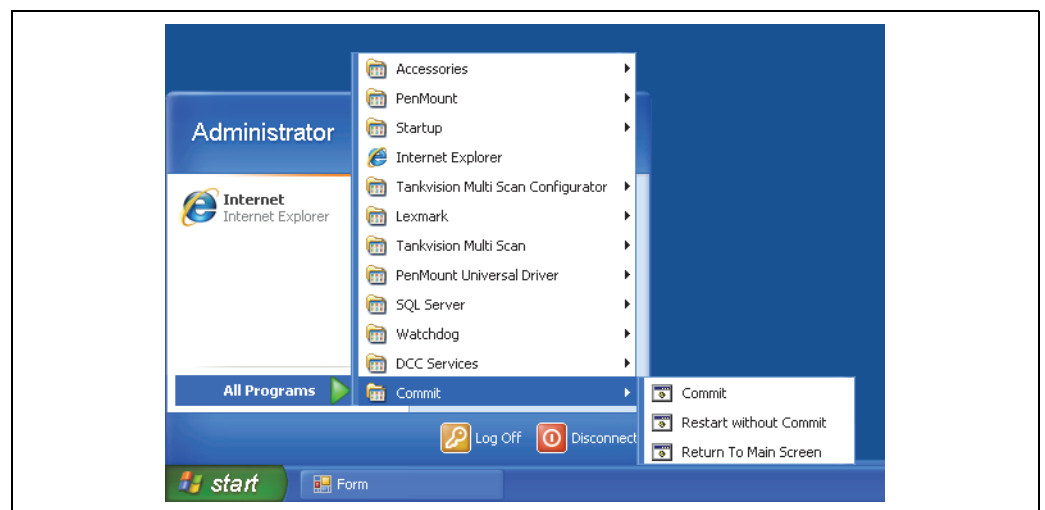 Administrator
Internet
Internet Explorer
All Programs
Accessories
PenMount
Startup
Internet Explorer
Tankvision Multi Scan Configurator
Lexmark
Tankvision Multi Scan
PenMount Universal Driver
SQL Server
Watchdog
DCC Services
Commit
Commit
Restart without Commit
Return To Main Screen
Log Off
Disconnect
start
Form